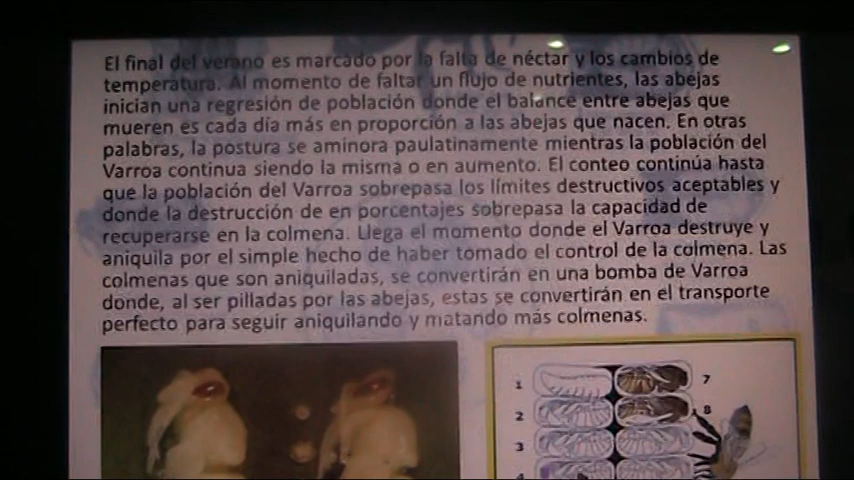 El final del verano es marcado por la falta de néctar y los cambios de
temperatura. Al momento de faltar un flujo de nutrientes, las abejas
inician una regresión de población donde el balance entre abejas que
mueren es cada día más en proporción a las abejas que nacen. En otras
palabras, la postura se aminora paulatinamente mientras la población del
Varroa continua siendo la misma o en aumento. El conteo continúa hasta
que la población del Varroa sobrepasa los límites destructivos aceptables y
donde la destrucción de en porcentajes sobrepasa la capacidad de
recuperarse en la colmena. Llega el momento donde el Varroa destruye y
aniquila por el simple hecho de haber tomado el control de la colmena. Las
colmenas que son aniquiladas, se convertirán en una bomba de Varroa
donde, al ser pilladas por las abejas, estas se convertirán en el transporte
perfecto para seguir aniquilando y matando más colmenas.
1 7
2 8
3
4